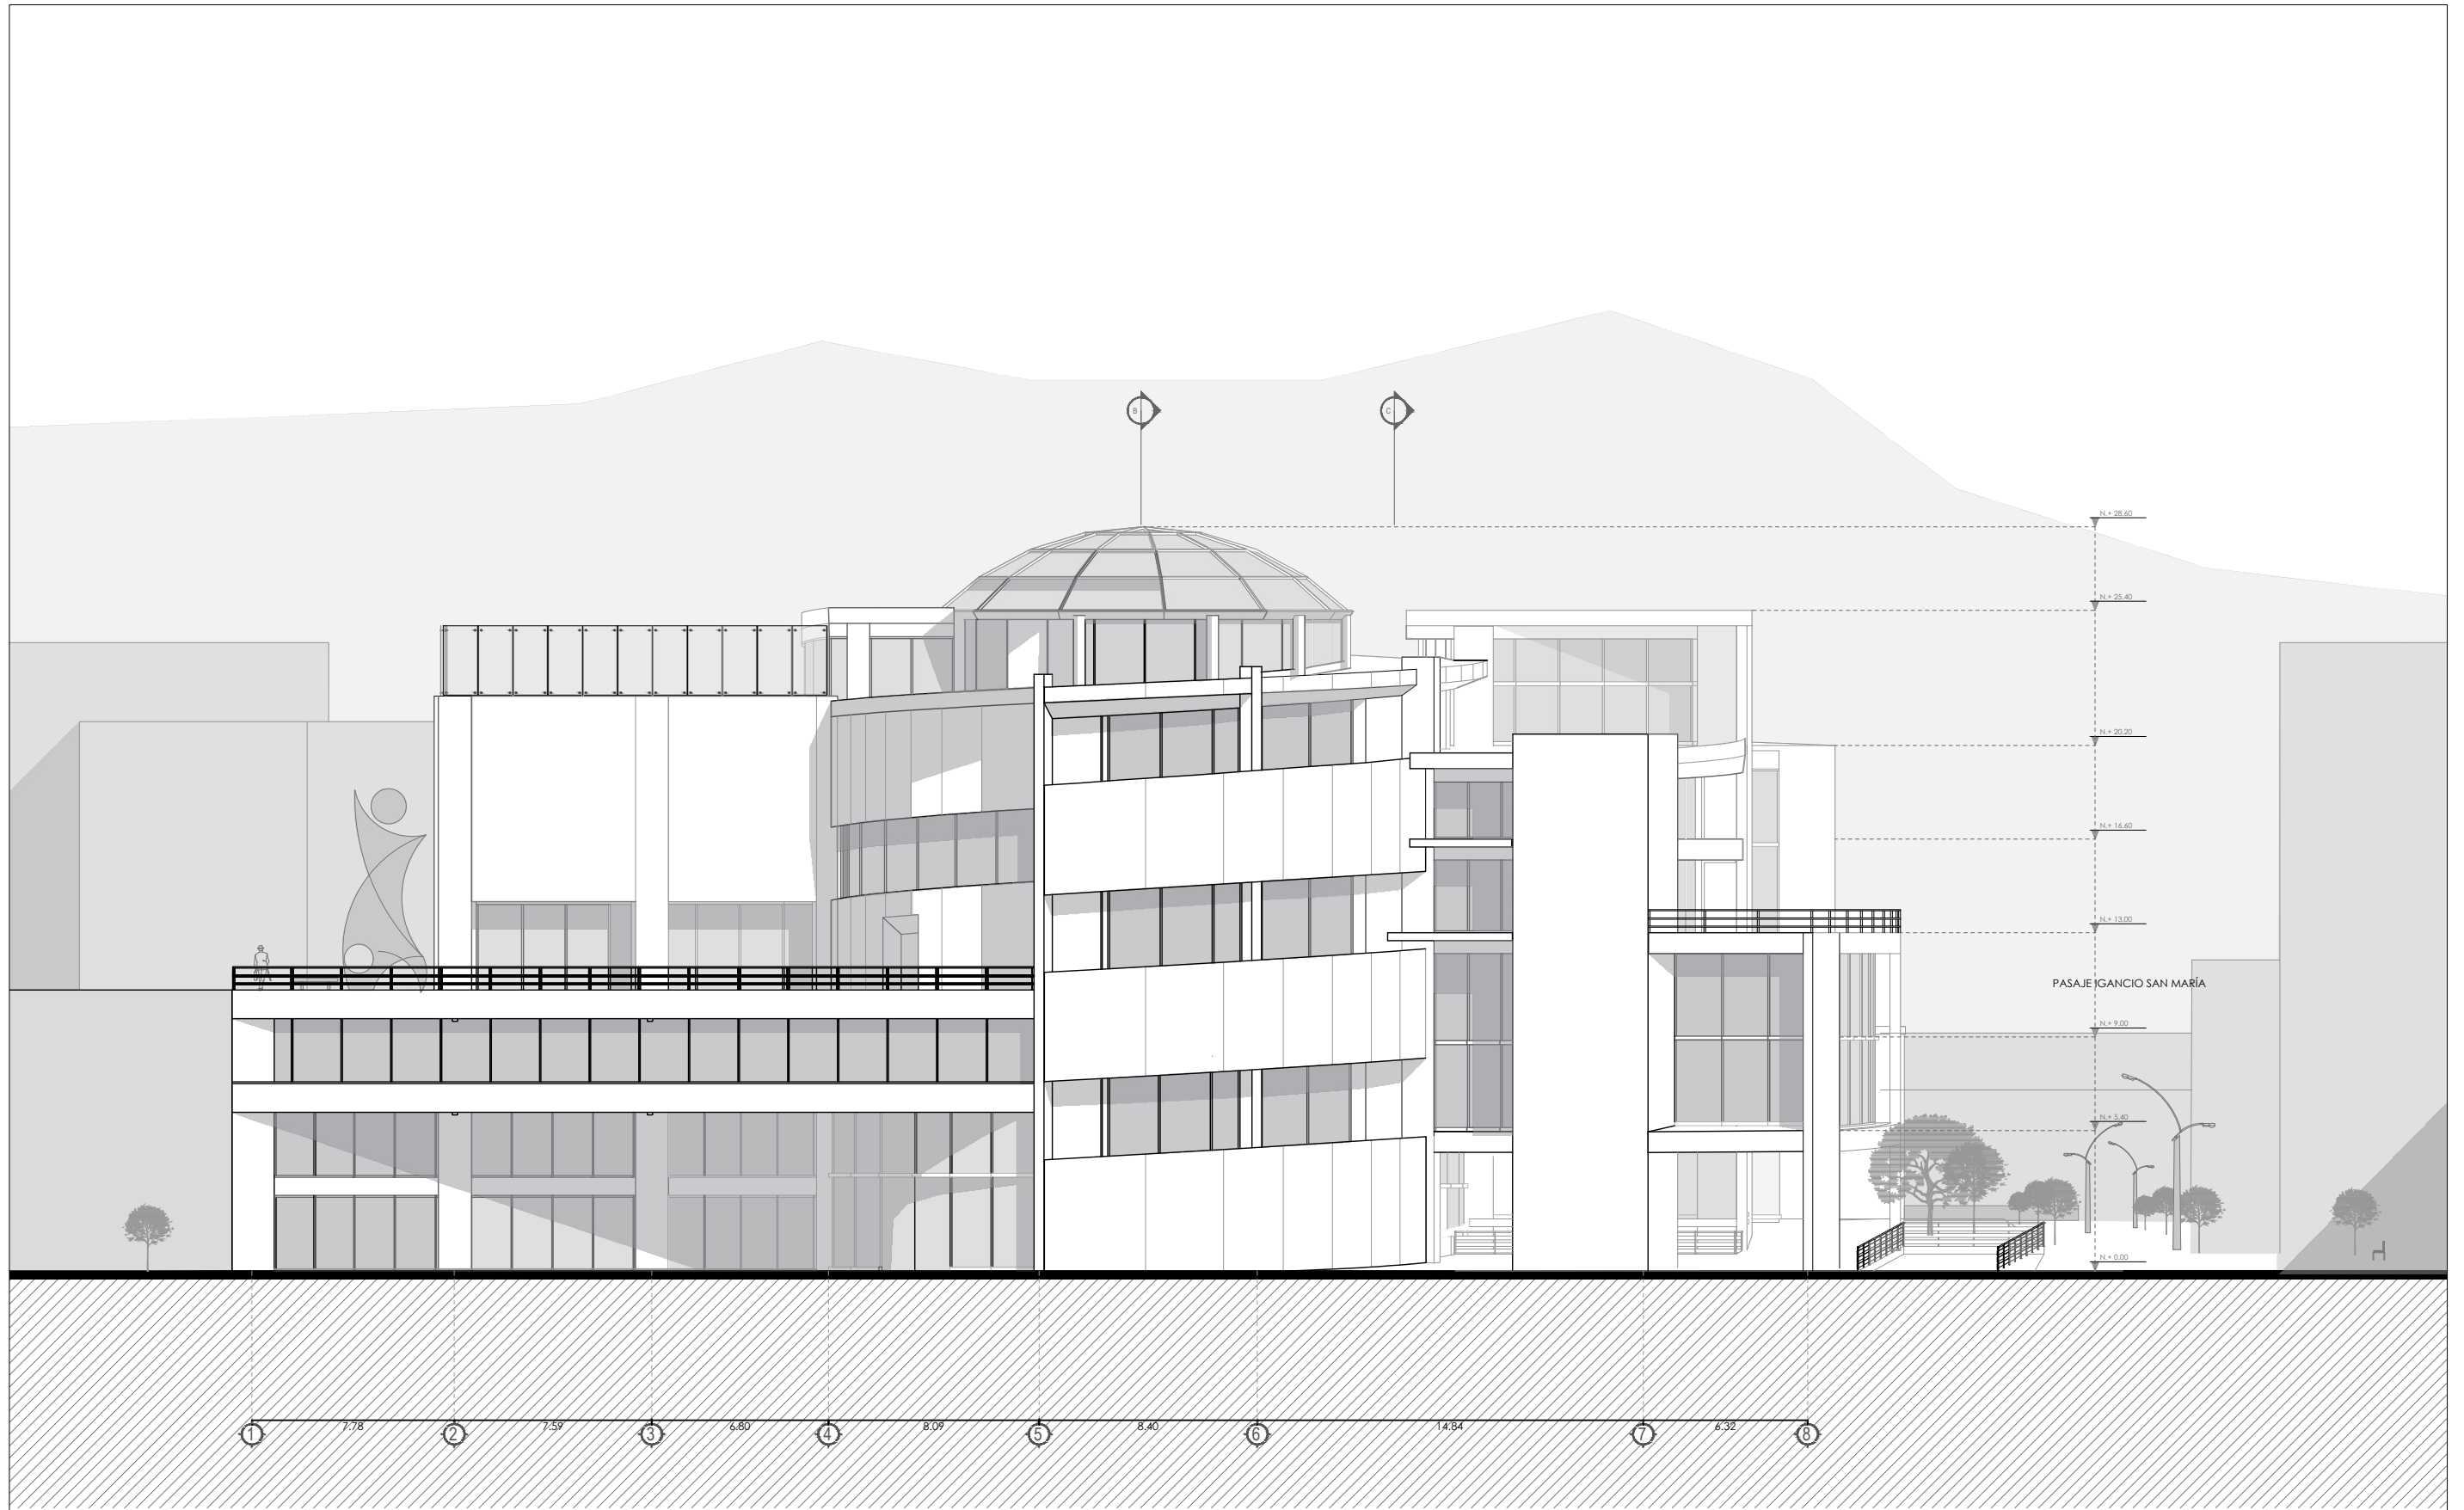 B
C
N.+ 28.60
N.+ 25.40
N.+ 20.20
N.+ 16.60
N.+ 13.00
PASAJE IGANCIO SAN MARÍA
N.+ 9.00
N.+ 5.40
N.+ 0.00
7.78
7.59
6.80
8.09
8.40
14.84
6.32
1
2
3
4
5
6
7
8